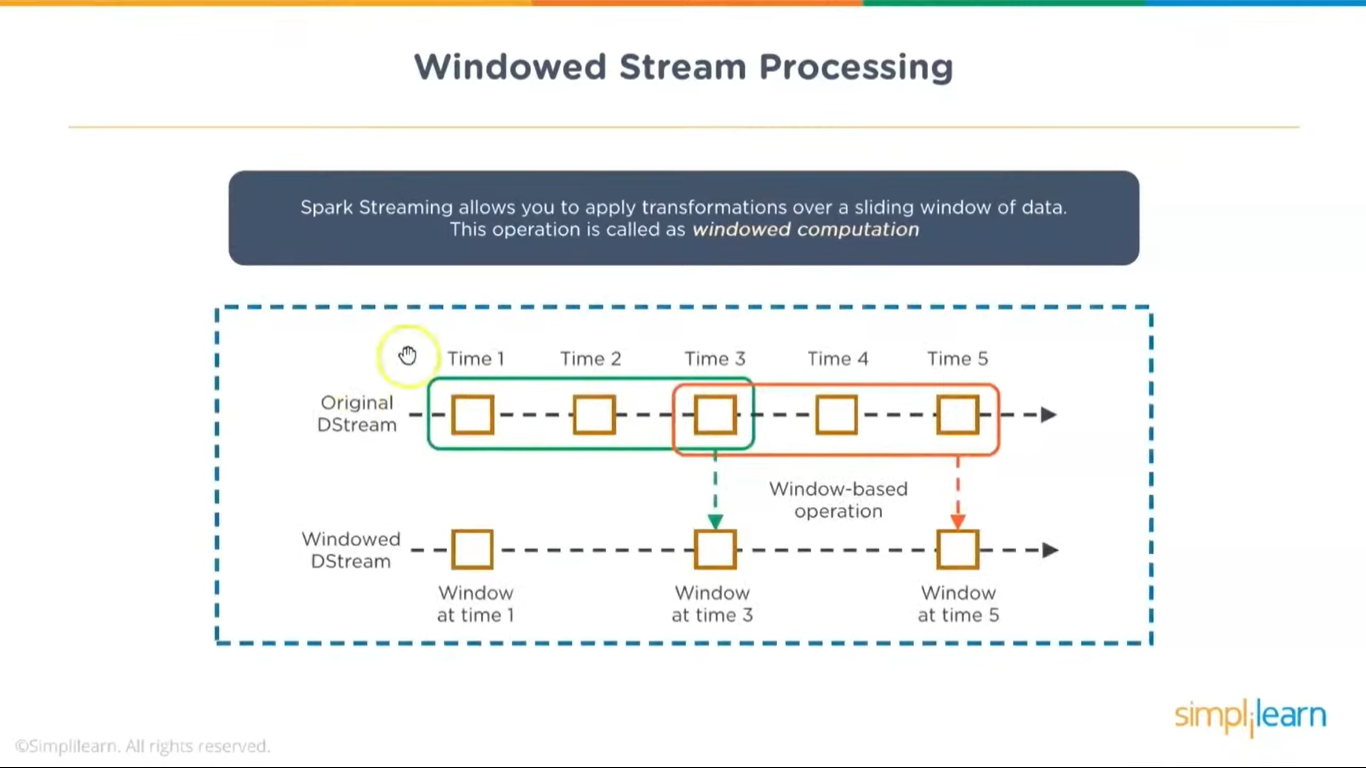 Windowed Stream Processing
Spark Streaming allows you to apply transformations over a sliding window of data.
This operation is called as windowed computation
Time 1
Time 2
Time 3
Time 4
Time 5
Original
DStream
Window-based
operation
Windowed
DStream
Window
at time 1
Window
at time 3
Window
at time 5
simplilearn
©Simplilearn. All rights reserved.